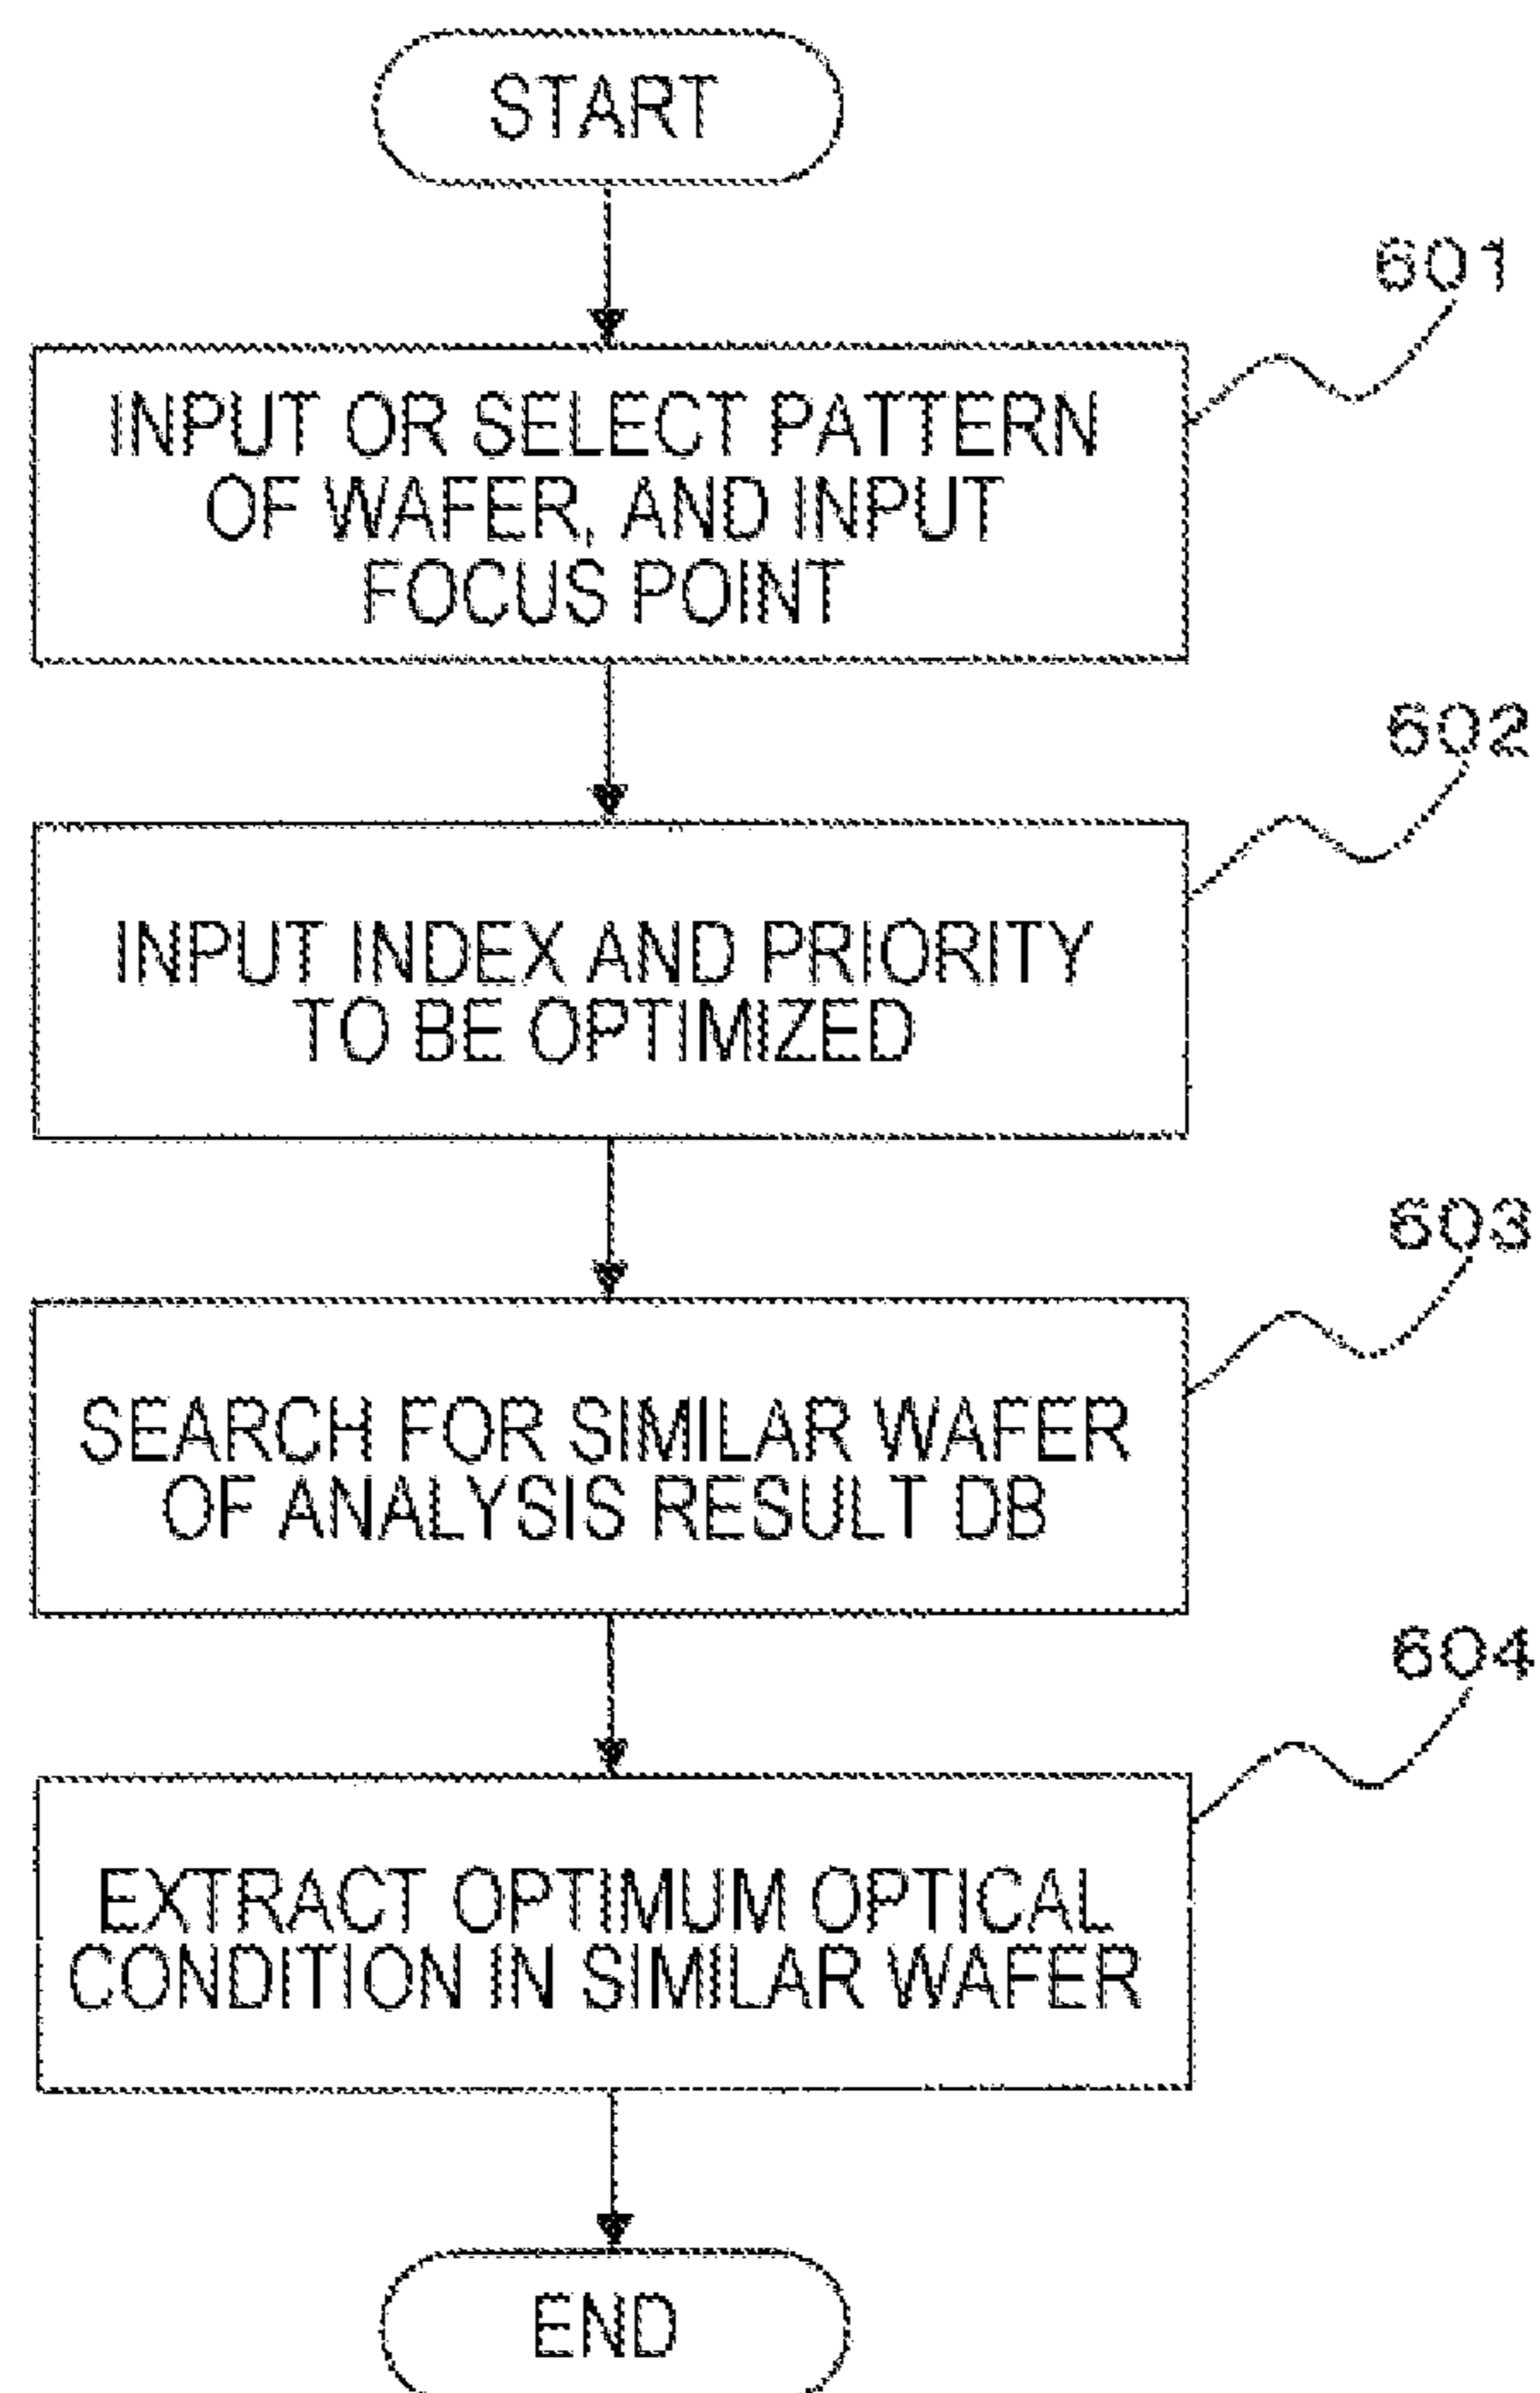 START
601
INPUT OR SELECT PATTERN
OF WAFER, AND INPUT
FOCUS POINT
602
INPUT INDEX AND PRIORITY
TO BE OPTIMIZED
603
SEARCH FOR SIMILAR WAFER
OF ANALYSIS RESULT DB
604
EXTRACT OPTIMUM OPTICAL
CONDITION IN SIMILAR WAFER
END